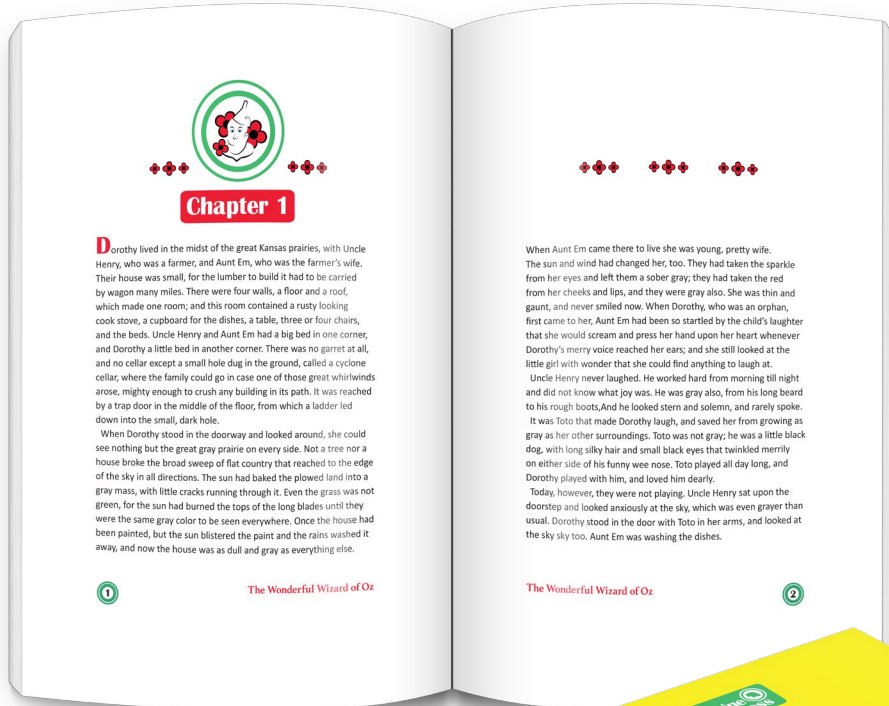 Chapter 1
Dorothy lived in the midst of the great Kansas prairies, with Uncle
Henry, who was a farmer, and Aunt Em, who was the farmer's wife.
Their house was small, for the lumber to build it had to be carried
by wagon many miles. There were four walls, a floor and a roof,
which made one room; and this room contained a rusty looking
cook stove, a cupboard for the dishes, a table, three or four chairs,
and the beds. Uncle Henry and Aunt Em had a big bed in one corner,
and Dorothy a little bed in another corner. There was no garret at all,
and no cellar except a small hole dug in the ground, called a cyclone
cellar, where the family could go in case one of those great whirlwinds
arose, mighty enough to crush any building in its path. It was reached
by a trap door in the middle of the floor, from which a ladder led
down into the small, dark hole.
When Dorothy stood in the doorway and looked around, she could
see nothing but the great gray prairie on every side. Not a tree nor a
house broke the broad sweep of flat country that reached to the edge
of the sky in all directions. The sun had baked the plowed land into a
gray mass, with little cracks running through it. Even the grass was not
green, for the sun had burned the tops of the long blades until they
were the same gray color to be seen everywhere. Once the house had
been painted, but the sun blistered the paint and the rains washed it
away, and now the house was as dull and gray as everything else.
1
The Wonderful Wizard of Oz
When Aunt Em came there to live she was young, pretty wife.
The sun and wind had changed her, too. They had taken the sparkle
from her eyes and left them a sober gray; they had taken the red
from her cheeks and lips, and they were gray also. She was thin and
gaunt, and never smiled now. When Dorothy, who was an orphan,
first came to her, Aunt Em had been so startled by the child's laughter
that she would scream and press her hand upon her heart whenever
Dorothy's merry voice reached her ears; and she still looked at the
little girl with wonder that she could find anything to laugh at.
Uncle Henry never laughed. He worked hard from morning till night
and did not know what joy was. He was gray also, from his long beard
to his rough boots,And he looked stern and solemn, and rarely spoke.
It was Toto that made Dorothy laugh, and saved her from growing as
gray as her other surroundings. Toto was not gray; he was a little black
dog, with long silky hair and small black eyes that twinkled merrily
on either side of his funny wee nose. Toto played all day long, and
Dorothy played with him, and loved him dearly.
Today, however, they were not playing. Uncle Henry sat upon the
doorstep and looked anxiously at the sky, which was even grayer than
usual. Dorothy stood in the door with Toto in her arms, and looked at
the sky sky too. Aunt Em was washing the dishes.
The Wonderful Wizard of Oz
2